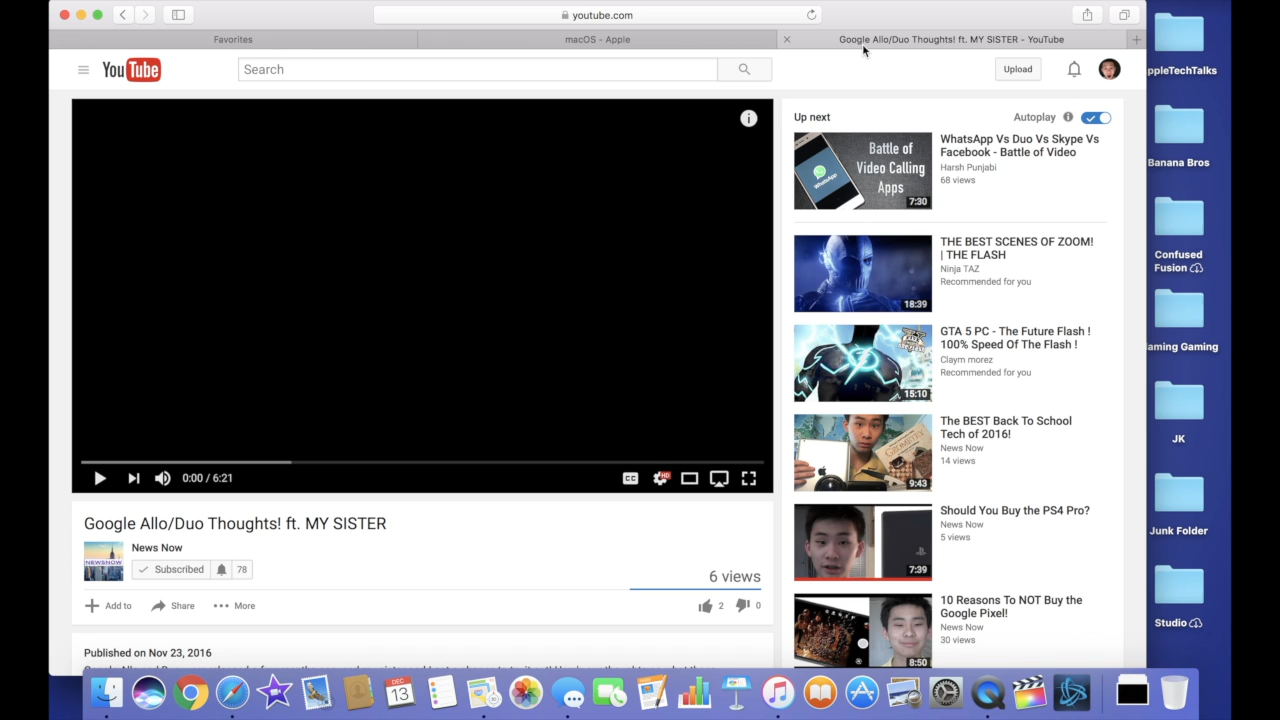 youtube.com
Favorites
macOS - Apple
Google Allo/Duo Thoughts! ft. MY SISTER - YouTube
YouTube
Search
Upload
Up next
Autoplay
Battle of
Video Calling
Apps
WhatsApp
7:30
WhatsApp Vs Duo Vs Skype Vs
Facebook - Battle of Video
Harsh Punjabi
68 views
18:39
THE BEST SCENES OF ZOOM!
| THE FLASH
Ninja TAZ
Recommended for you
15:10
GTA 5 PC - The Future Flash !
100% Speed Of The Flash !
Claym morez
Recommended for you
GEOMETRY
9:43
The BEST Back To School
Tech of 2016!
News Now
14 views
7:39
Should You Buy the PS4 Pro?
News Now
5 views
8:50
10 Reasons To NOT Buy the
Google Pixel!
News Now
30 views
0:00 / 6:21
CC
HD
Google Allo/Duo Thoughts! ft. MY SISTER
NEWSNOW
News Now
Subscribed
78
6 views
Add to
Share
More
2
0
Published on Nov 23, 2016
ppleTechTalks
Banana Bros
Confused
Fusion
aming Gaming
JK
Junk Folder
Studio
DEC
13